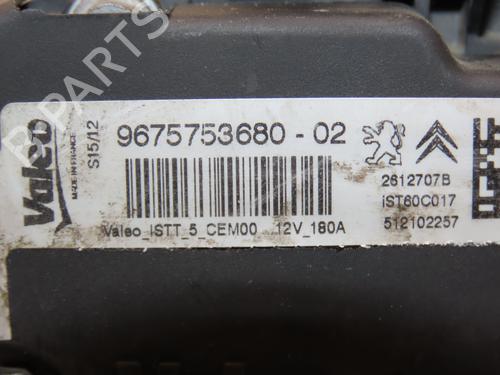 Valeo
MADE IN FRANCE
S15/12
9675753680 - 02
Valeo_ISTT_5_CEM00 12V_180A
2612707B
iST60C017
512102257
B-PARTS